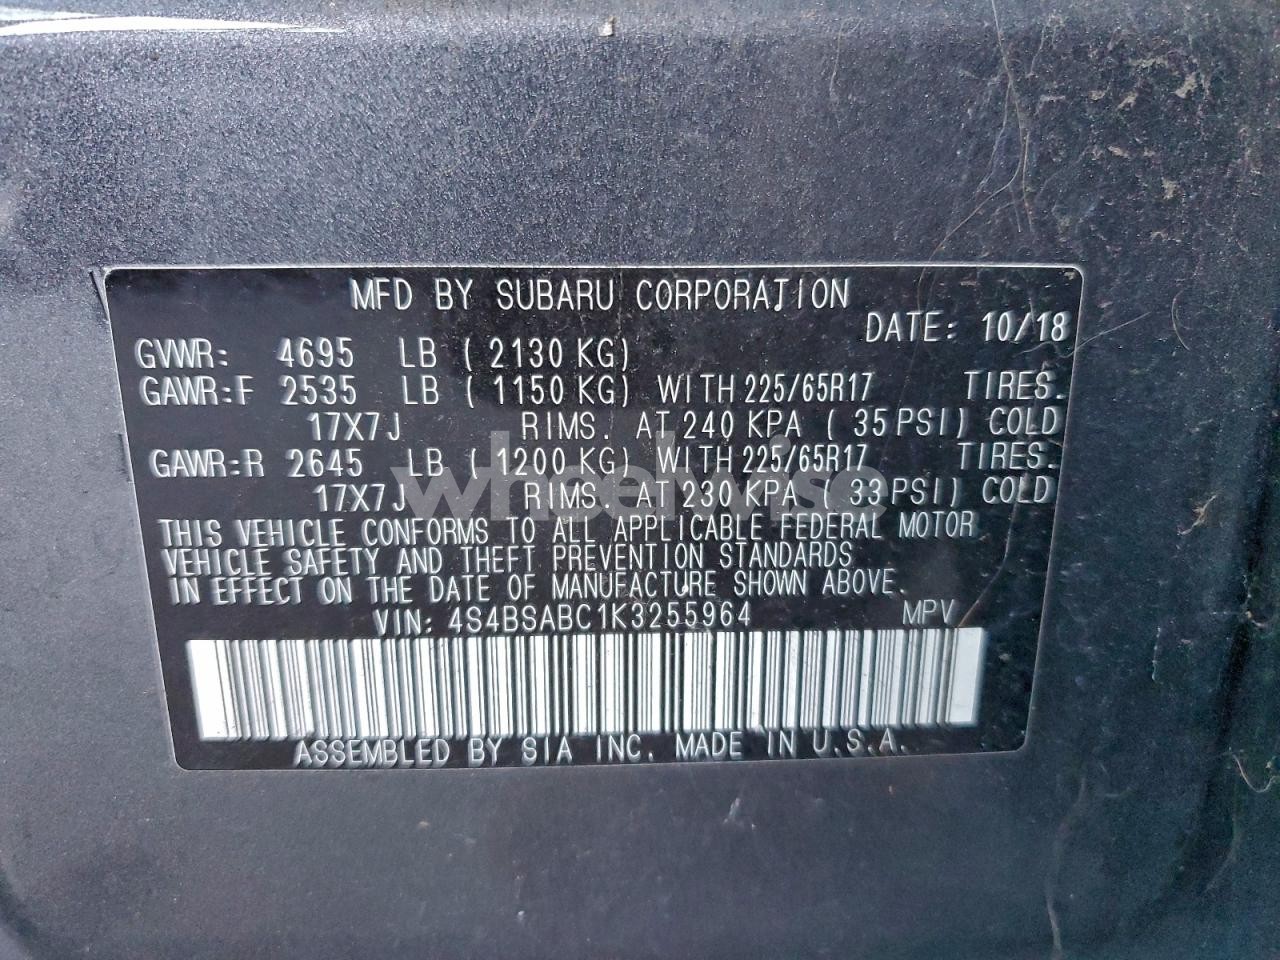 MFD BY SUBARU CORPORATION
DATE: 10/18
GVWR: 4695 LB ( 2130 KG)
GAWR:F 2535 LB ( 1150 KG) WITH 225/65R17 TIRES.
17X7J RIMS. AT 240 KPA ( 35 PSI) COLD
GAWR:R 2645 LB ( 1200 KG) WITH 225/65R17 TIRES.
17X7J RIMS. AT 230 KPA ( 33 PSI) COLD
wheelwise
THIS VEHICLE CONFORMS TO ALL APPLICABLE FEDERAL MOTOR
VEHICLE SAFETY AND THEFT PREVENTION STANDARDS
IN EFFECT ON THE DATE OF MANUFACTURE SHOWN ABOVE.
VIN: 4S4BSABC1K3255964 MPV
ASSEMBLED BY SIA INC. MADE IN U.S.A.